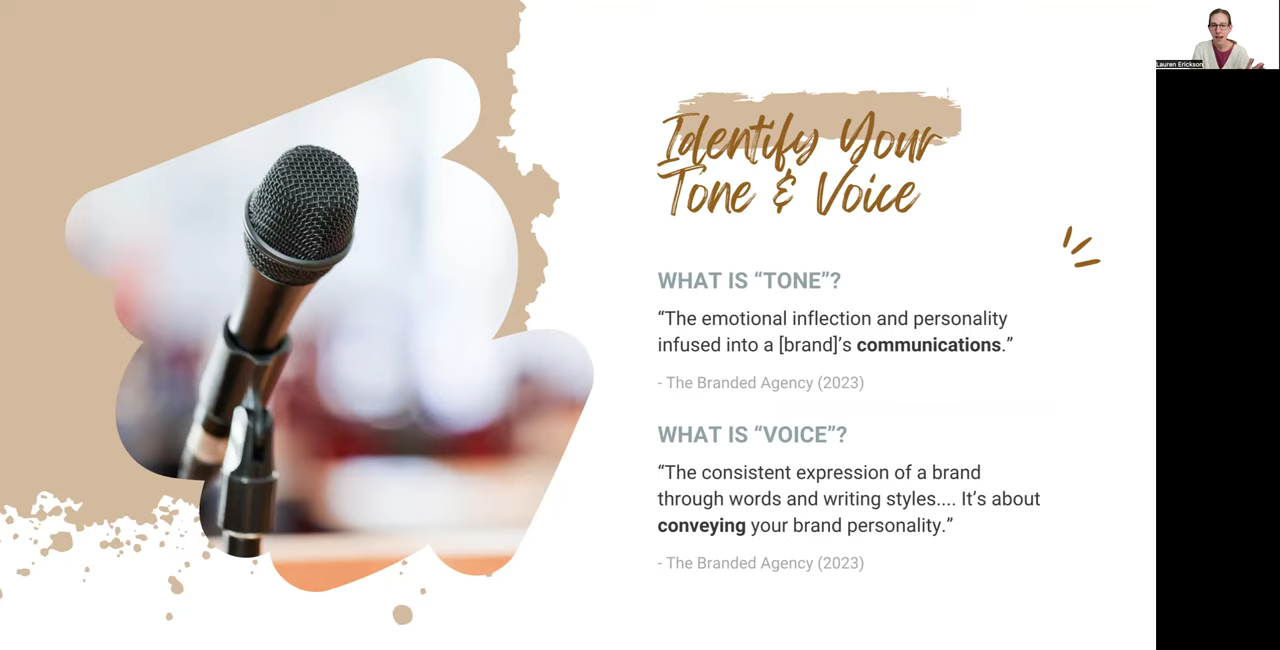 Lauren Erickson
Identify Your
Tone & Voice
WHAT IS “TONE”?
“The emotional inflection and personality
infused into a [brand]’s communications.”
- The Branded Agency (2023)
WHAT IS “VOICE”?
“The consistent expression of a brand
through words and writing styles.... It’s about
conveying your brand personality.”
- The Branded Agency (2023)